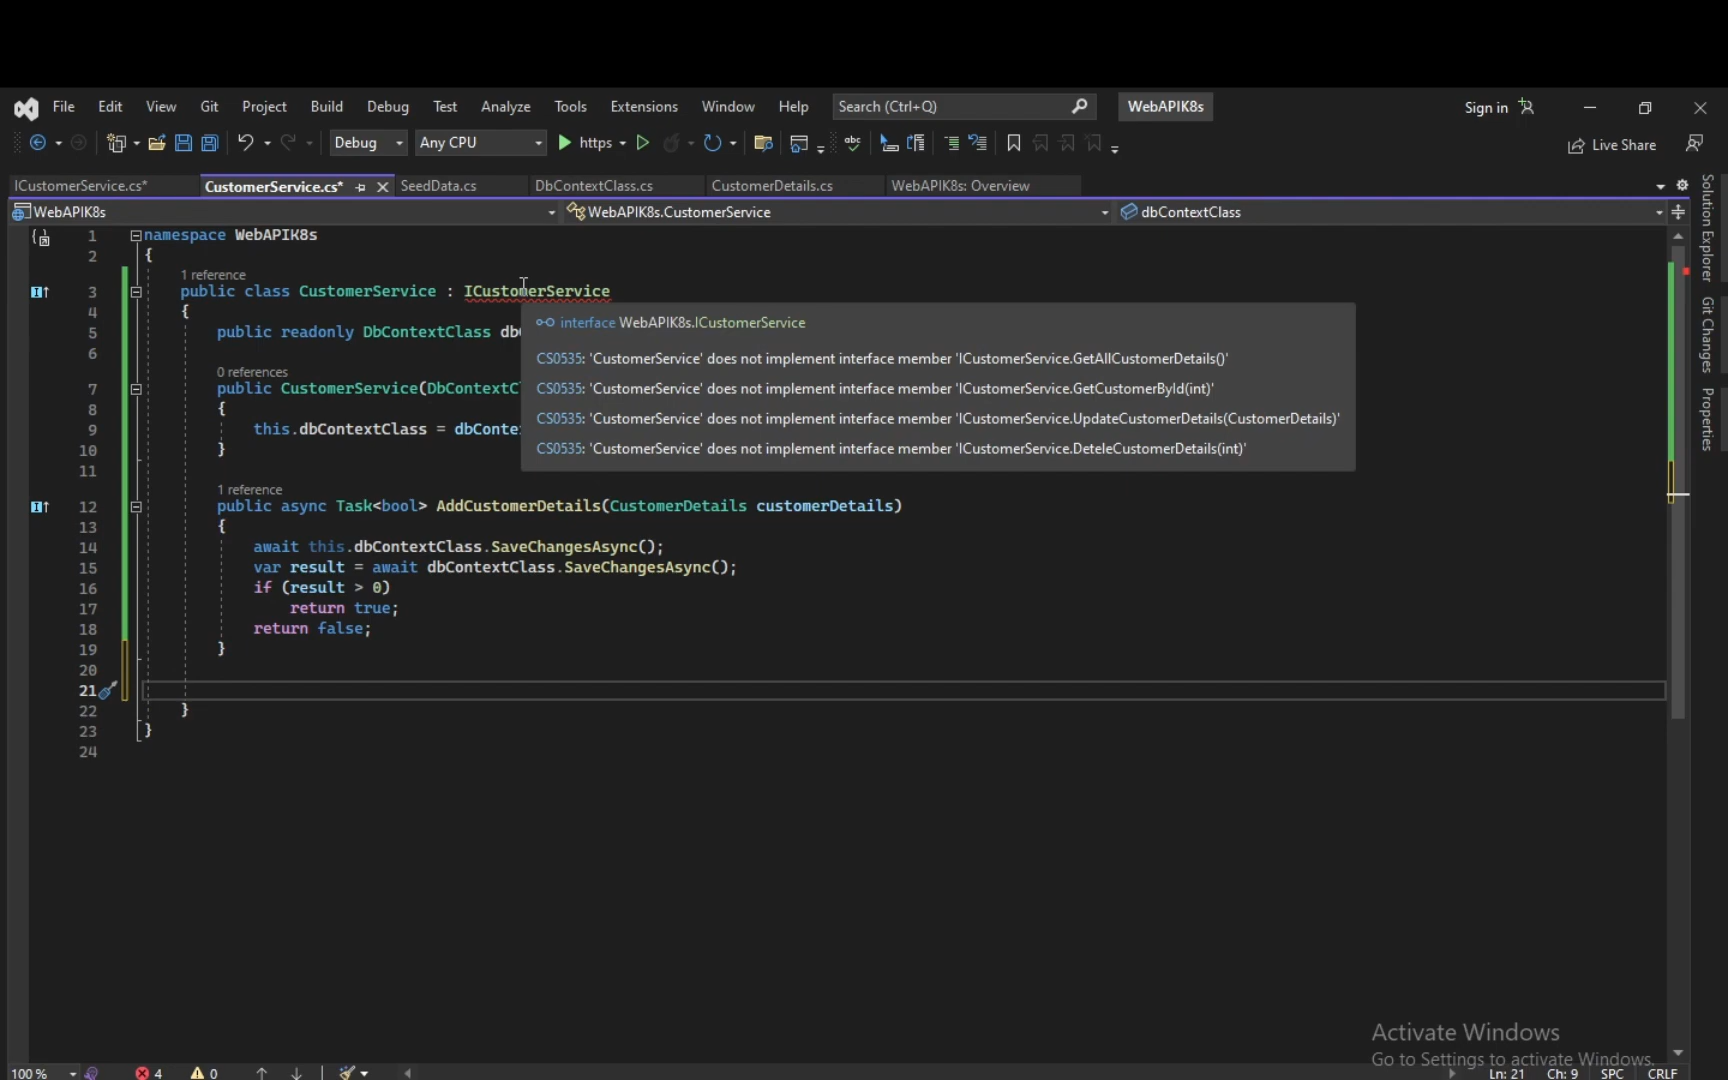 File Edit View Git Project Build Debug Test Analyze Tools Extensions Window Help Search (Ctrl+Q) WebAPIK8s Sign in
Debug Any CPU https Live Share
ICustomerService.cs* CustomerService.cs* SeedData.cs DbContextClass.cs CustomerDetails.cs WebAPIK8s: Overview
WebAPIK8s WebAPIK8s.CustomerService dbContextClass
1 namespace WebAPIK8s
2 {
1 reference
3 public class CustomerService : ICustomerService
4 {
5 public readonly DbContextClass
6
0 references
7 public CustomerService(
8 {
9 this.dbContextClass =
10 }
11
interface WebAPIK8s.ICustomerService
CS0535: 'CustomerService' does not implement interface member 'ICustomerService.GetAllCustomerDetails()'
CS0535: 'CustomerService' does not implement interface member 'ICustomerService.GetCustomerById(int)'
CS0535: 'CustomerService' does not implement interface member 'ICustomerService.UpdateCustomerDetails(CustomerDetails)'
CS0535: 'CustomerService' does not implement interface member 'ICustomerService.DeteleCustomerDetails(int)'
1 reference
12 public async Task<bool> AddCustomerDetails(CustomerDetails customerDetails)
13 {
14 await this.dbContextClass.SaveChangesAsync();
15 var result = await dbContextClass.SaveChangesAsync();
16 if (result > 0)
17 return true;
18 return false;
19 }
20
21
22 }
23 }
24
Solution Explorer
Git Changes
Properties
Activate Windows
Go to Settings to activate Windows.
100 % 4 0 Ln: 21 Ch: 9 SPC CRLF